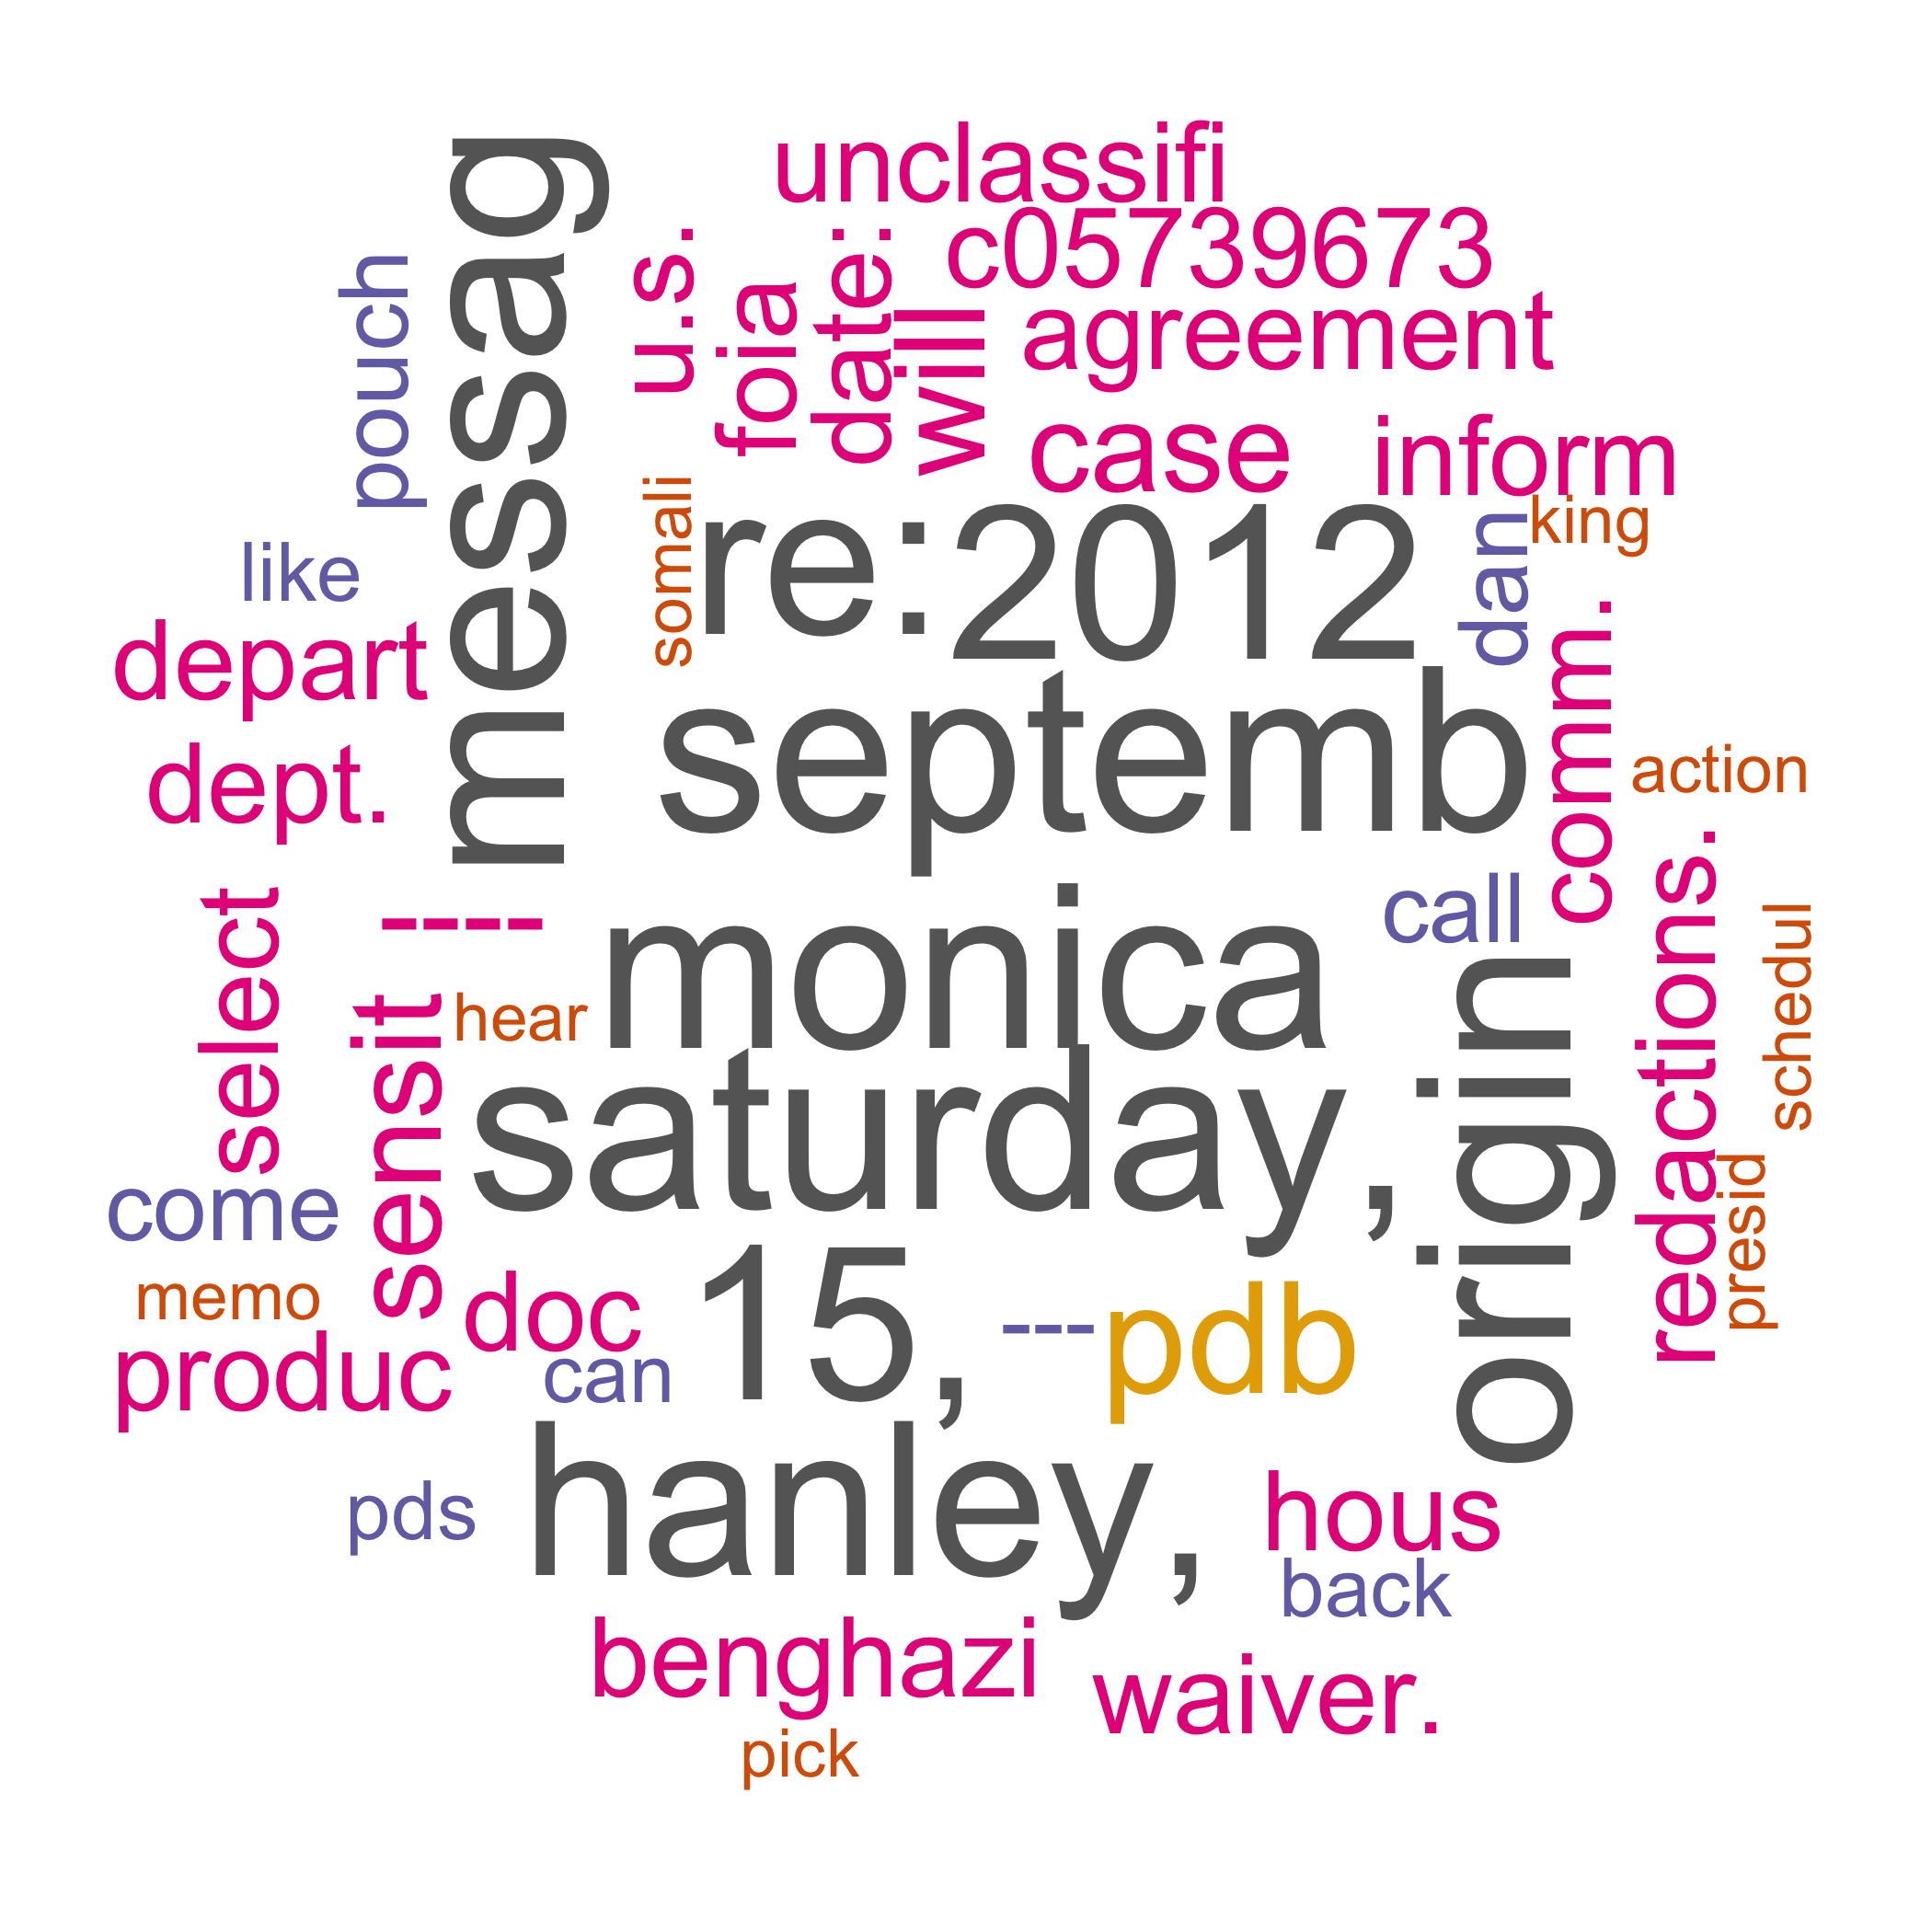 unclassifi
c05739673
agreement
case
inform
messag
pouch
u.s.
foia
date:
will
somali
re:
2012
king
dan
like
depart
dept.
septemb
comm.
action
select
----
monica
call
sensit
hear
saturday,
origin
redactions.
schedul
presid
come
memo
produc
doc
can
15,
---
pdb
hanley,
pds
hous
back
benghazi
waiver.
pick